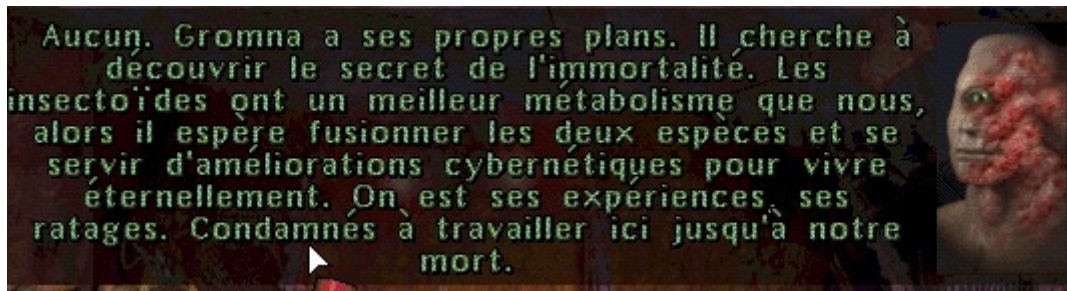 Aucun. Gromna a ses propres plans. Il cherche à
découvrir le secret de l'immortalité. Les
insectoïdes ont un meilleur métabolisme que nous,
alors il espère fusionner les deux espèces et se
servir d'améliorations cybernétiques pour vivre
éternellement. On est ses expériences, ses
ratages. Condamnés à travailler ici jusqu'à notre
mort.